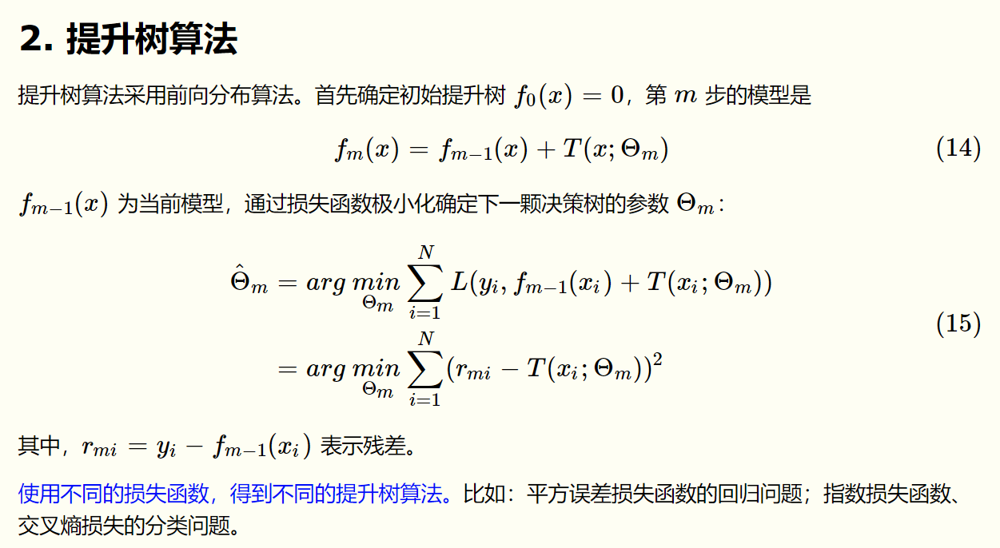 2. 提升树算法
提升树算法采用前向分布算法。首先确定初始提升树 $f_0(x) = 0$，第 $m$ 步的模型是
$f_m(x) = f_{m-1}(x) + T(x; \Theta_m)$ (14)
$f_{m-1}(x)$ 为当前模型，通过损失函数极小化确定下一颗决策树的参数 $\Theta_m$：
$\hat{\Theta}_m = arg \min_{\Theta_m} \sum_{i=1}^{N} L(y_i, f_{m-1}(x_i) + T(x_i; \Theta_m))$
$= arg \min_{\Theta_m} \sum_{i=1}^{N} (r_{mi} - T(x_i; \Theta_m))^2$ (15)
其中，$r_{mi} = y_i - f_{m-1}(x_i)$ 表示残差。
使用不同的损失函数，得到不同的提升树算法。比如：平方误差损失函数的回归问题；指数损失函数、
交叉熵损失的分类问题。